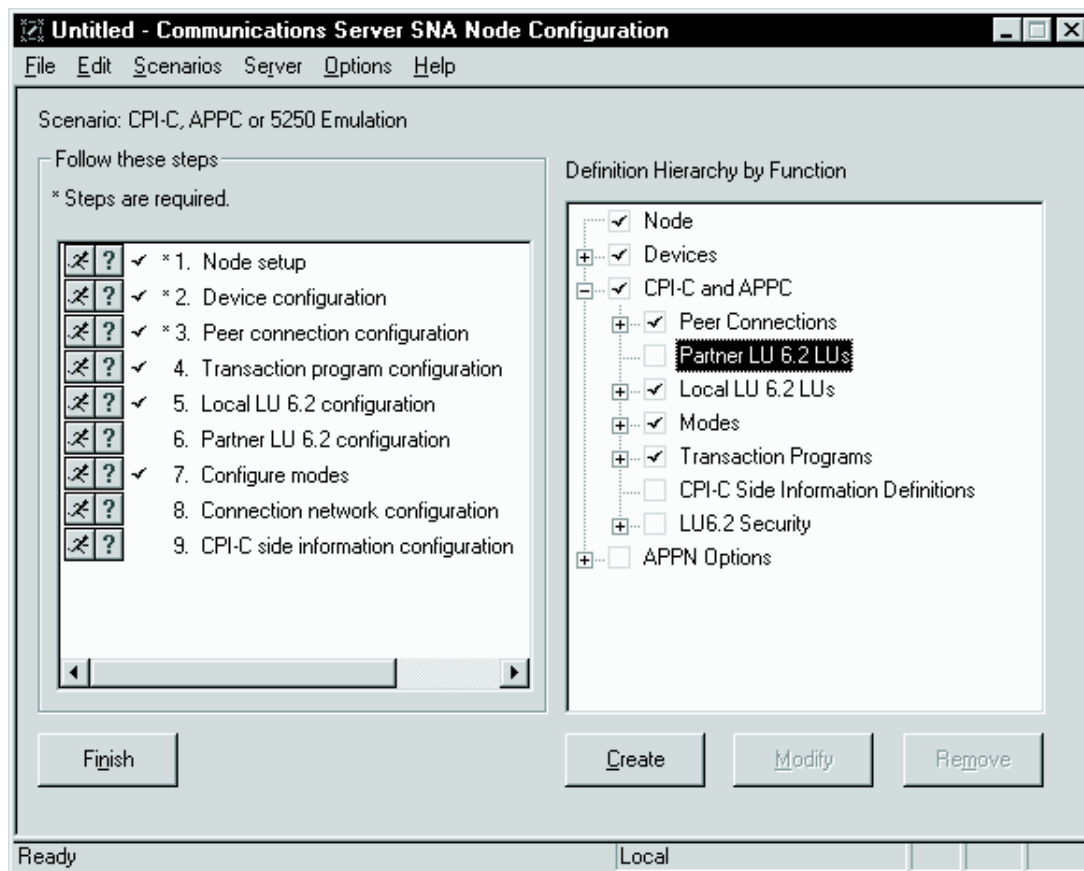 Untitled - Communications Server SNA Node Configuration
File Edit Scenarios Server Options Help
Scenario: CPI-C, APPC or 5250 Emulation
Follow these steps
* Steps are required.
? * 1. Node setup
? * 2. Device configuration
? * 3. Peer connection configuration
? 4. Transaction program configuration
? 5. Local LU 6.2 configuration
? 6. Partner LU 6.2 configuration
? 7. Configure modes
? 8. Connection network configuration
? 9. CPI-C side information configuration
Finish
Definition Hierarchy by Function
Node
Devices
CPI-C and APPC
Peer Connections
Partner LU 6.2 LUs
Local LU 6.2 LUs
Modes
Transaction Programs
CPI-C Side Information Definitions
LU6.2 Security
APPN Options
Create Modify Remove
Ready Local